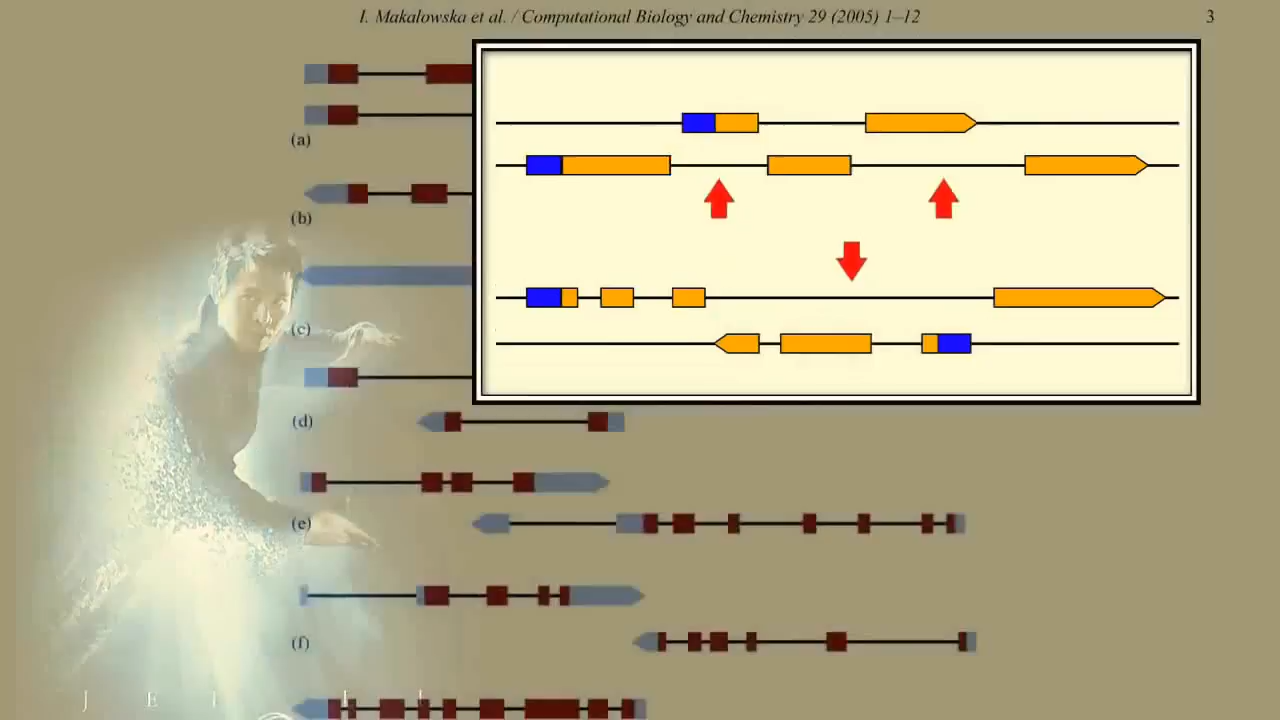 I. Makalowska et al. / Computational Biology and Chemistry 29 (2005) 1–12
3
(a)
(b)
(c)
(d)
(e)
(f)